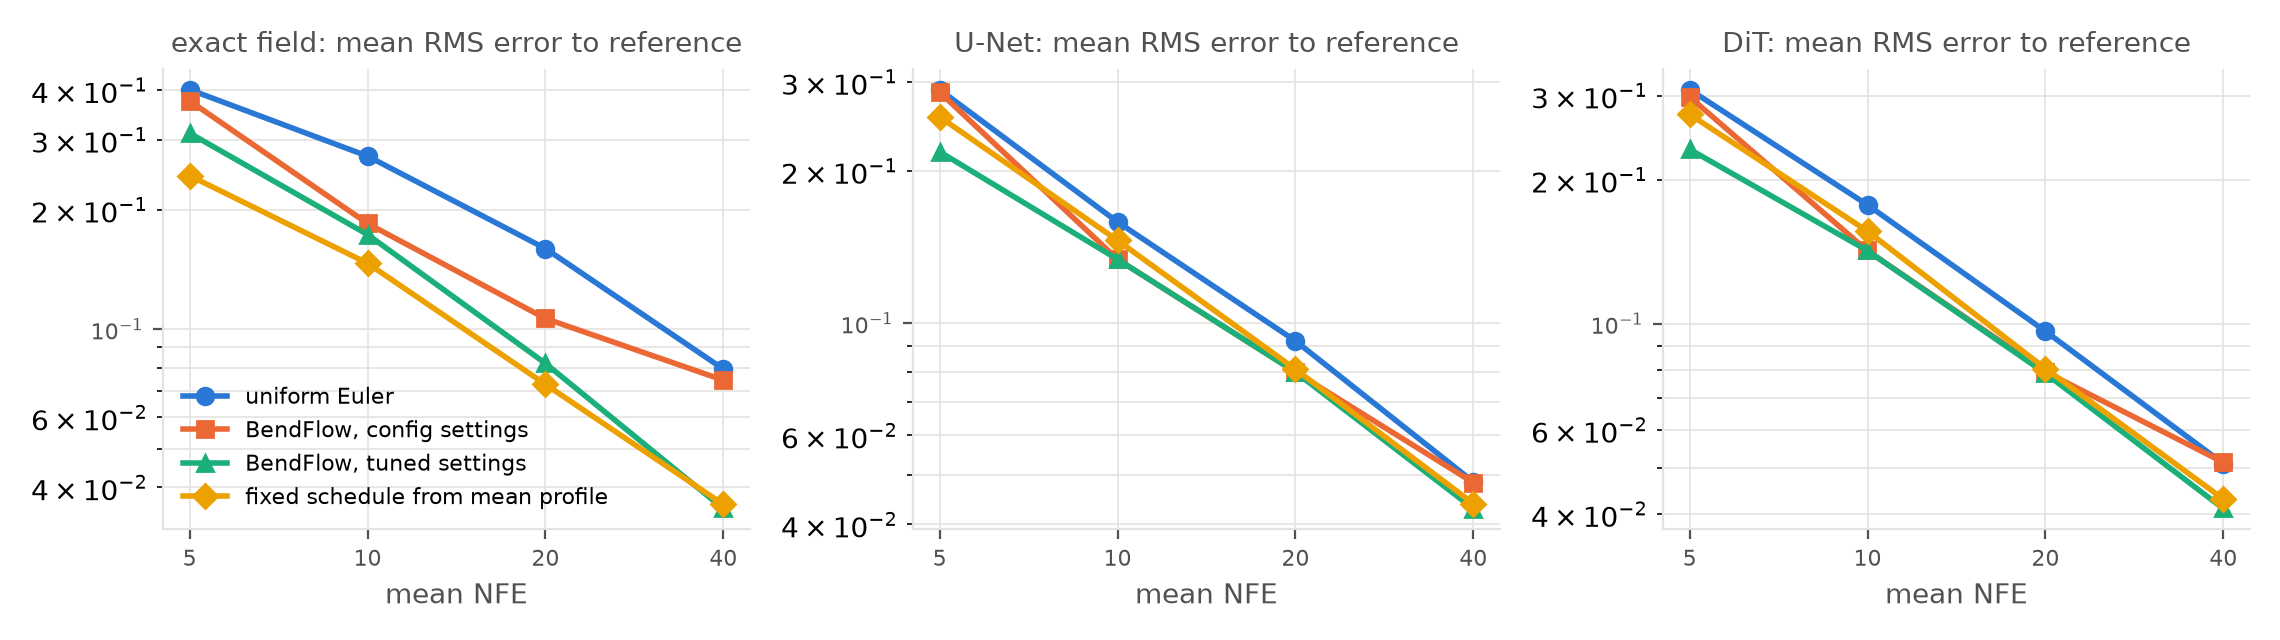 exact field: mean RMS error to reference
4 × 10⁻¹
3 × 10⁻¹
2 × 10⁻¹
10⁻¹
6 × 10⁻²
4 × 10⁻²
uniform Euler
BendFlow, config settings
BendFlow, tuned settings
fixed schedule from mean profile
5 10 20 40
mean NFE
U-Net: mean RMS error to reference
3 × 10⁻¹
2 × 10⁻¹
10⁻¹
6 × 10⁻²
4 × 10⁻²
5 10 20 40
mean NFE
DiT: mean RMS error to reference
3 × 10⁻¹
2 × 10⁻¹
10⁻¹
6 × 10⁻²
4 × 10⁻²
5 10 20 40
mean NFE